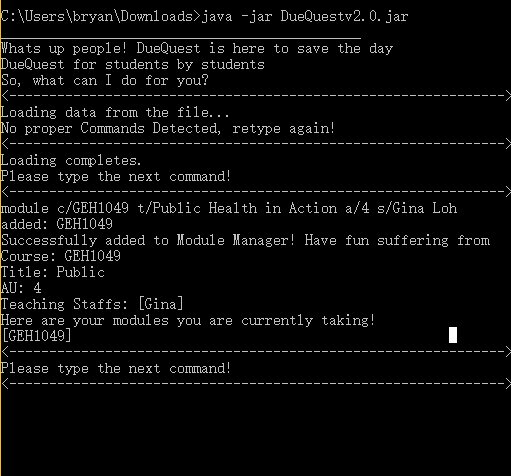 C:\Users\bryan\Downloads>java -jar DueQuestv2.0.jar
____________________________________________
Whats up people! DueQuest is here to save the day
DueQuest for students by students
So, what can I do for you?
<------------------------------------------------------------->
Loading data from the file...
No proper Commands Detected, retype again!
<------------------------------------------------------------->
Loading completes.
Please type the next command!
<------------------------------------------------------------->
module c/GEH1049 t/Public Health in Action a/4 s/Gina Loh
added: GEH1049
Successfully added to Module Manager! Have fun suffering from
Course: GEH1049
Title: Public
AU: 4
Teaching Staffs: [Gina]
Here are your modules you are currently taking!
[GEH1049]
<------------------------------------------------------------->
Please type the next command!
<------------------------------------------------------------->